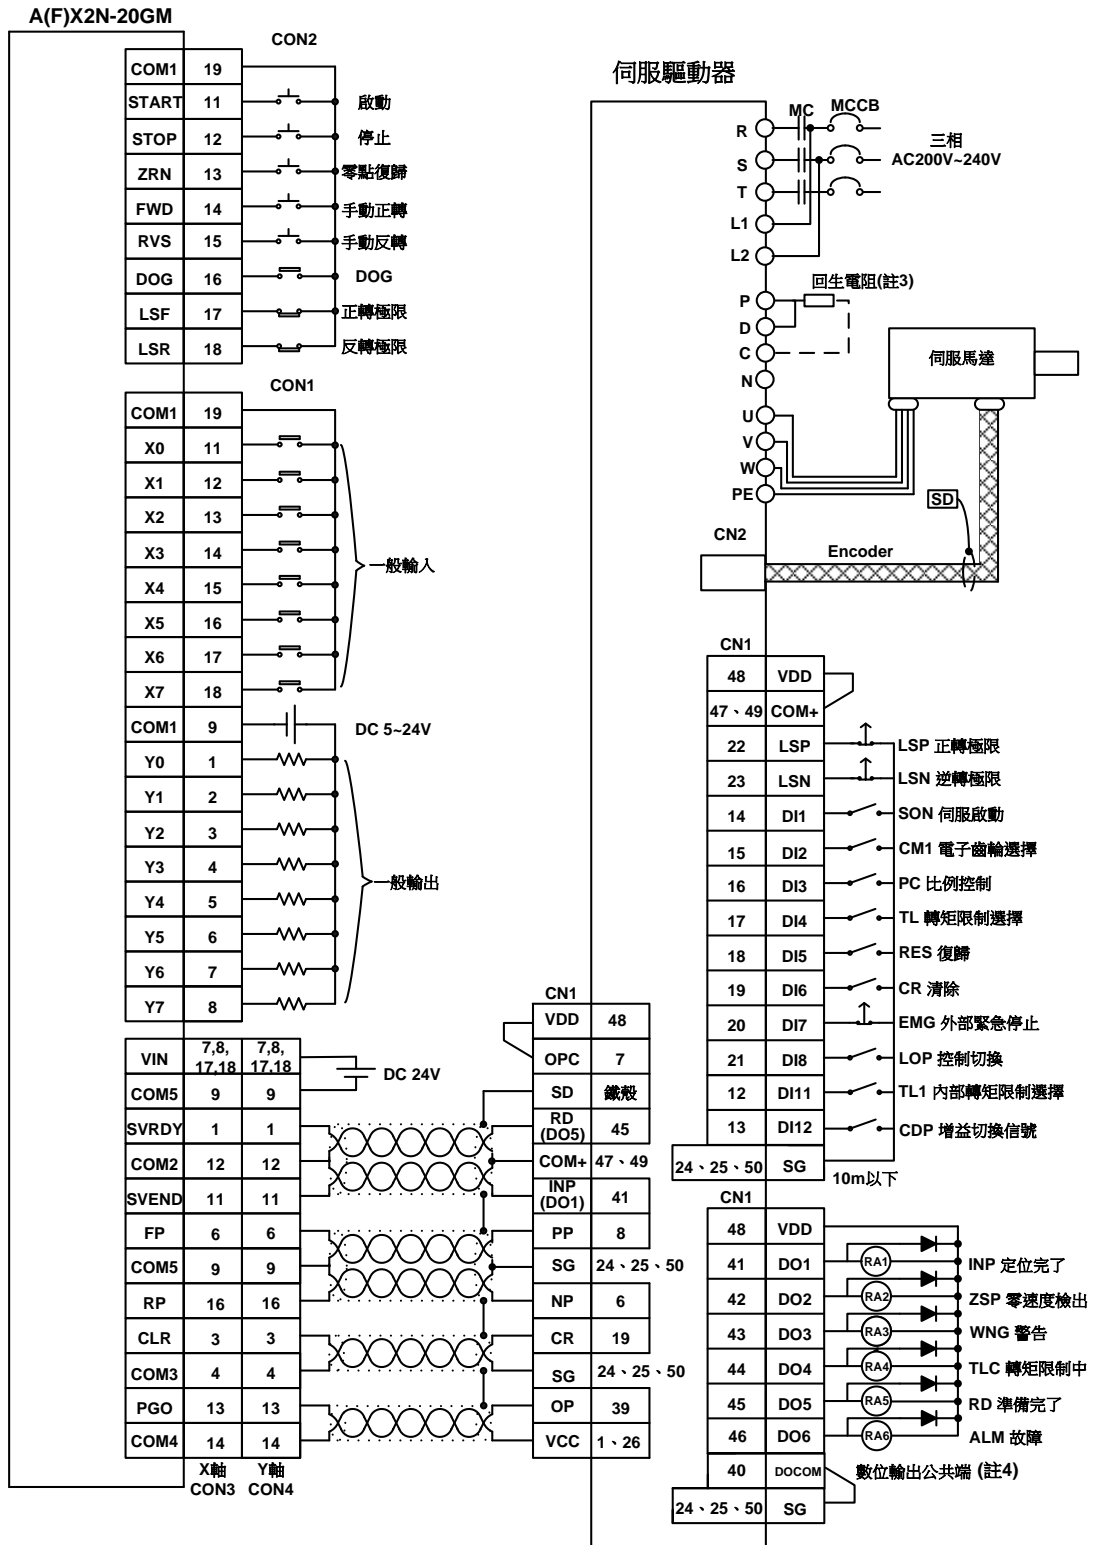 A(F)X2N-20GM
CON2
COM1 19
START 11 啟動
STOP 12 停止
ZRN 13 零點復歸
FWD 14 手動正轉
RVS 15 手動反轉
DOG 16 DOG
LSF 17 正轉極限
LSR 18 反轉極限
CON1
COM1 19
X0 11
X1 12
X2 13
X3 14
X4 15
X5 16
X6 17
X7 18
一般輸入
COM1 9 DC 5~24V
Y0 1
Y1 2
Y2 3
Y3 4
Y4 5
Y5 6
Y6 7
Y7 8
一般輸出
VIN 7,8, 17,18 7,8, 17,18 DC 24V
COM5 9 9
SVRDY 1 1
COM2 12 12
SVEND 11 11
FP 6 6
COM5 9 9
RP 16 16
CLR 3 3
COM3 4 4
PGO 13 13
COM4 14 14
X軸 CON3
Y軸 CON4
CN1
VDD 48
OPC 7
SD 鐵殼
RD (DO5) 45
COM+ 47、49
INP (DO1) 41
PP 8
SG 24、25、50
NP 6
CR 19
SG 24、25、50
OP 39
VCC 1、26
伺服驅動器
MC MCCB
R
S
T
三相
AC200V~240V
L1
L2
P
D
C
N
回生電阻(註3)
伺服馬達
U
V
W
PE
SD
CN2
Encoder
CN1
48 VDD
47、49 COM+
22 LSP LSP 正轉極限
23 LSN LSN 逆轉極限
14 DI1 SON 伺服啟動
15 DI2 CM1 電子齒輪選擇
16 DI3 PC 比例控制
17 DI4 TL 轉矩限制選擇
18 DI5 RES 復歸
19 DI6 CR 清除
20 DI7 EMG 外部緊急停止
21 DI8 LOP 控制切換
12 DI11 TL1 內部轉矩限制選擇
13 DI12 CDP 增益切換信號
24、25、50 SG 10m以下
CN1
48 VDD
41 DO1 RA1 INP 定位完了
42 DO2 RA2 ZSP 零速度檢出
43 DO3 RA3 WNG 警告
44 DO4 RA4 TLC 轉矩限制中
45 DO5 RA5 RD 準備完了
46 DO6 RA6 ALM 故障
40 DOCOM 數位輸出公共端 (註4)
24、25、50 SG